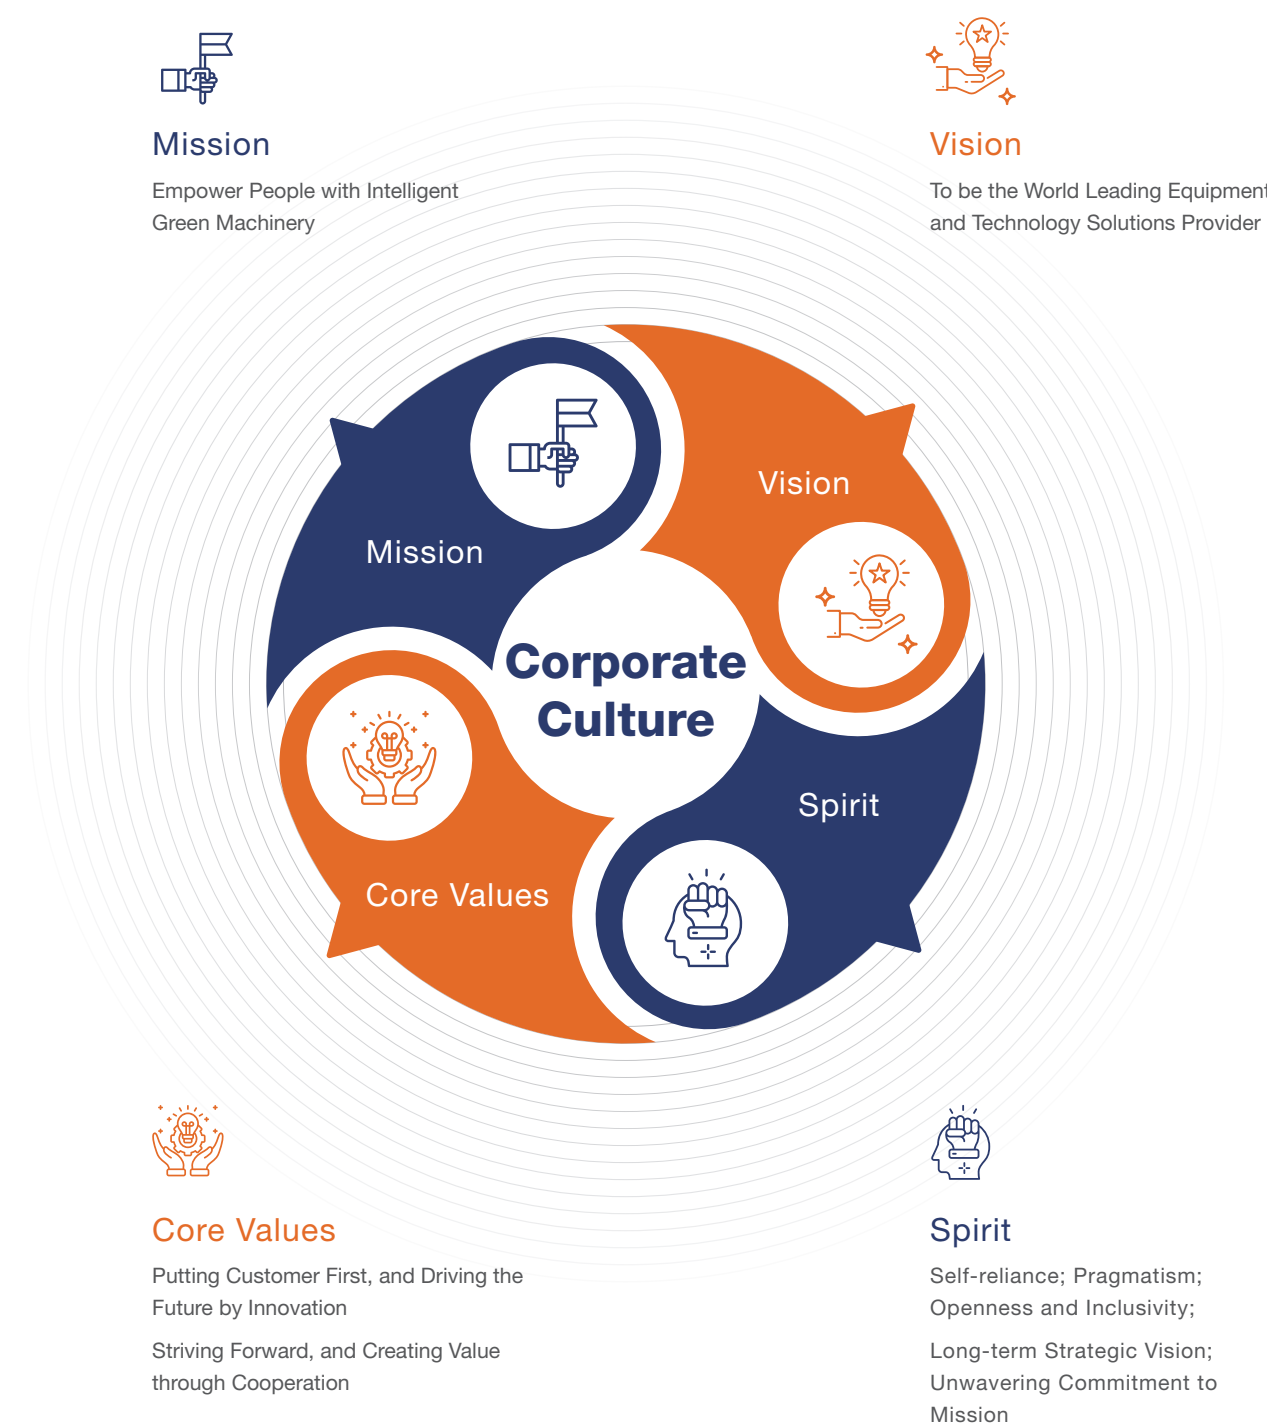 Mission
Empower People with Intelligent
Green Machinery
Vision
To be the World Leading Equipment
and Technology Solutions Provider
Vision
Mission
Corporate
Culture
Spirit
Core Values
Core Values
Putting Customer First, and Driving the
Future by Innovation
Striving Forward, and Creating Value
through Cooperation
Spirit
Self-reliance; Pragmatism;
Openness and Inclusivity;
Long-term Strategic Vision;
Unwavering Commitment to
Mission